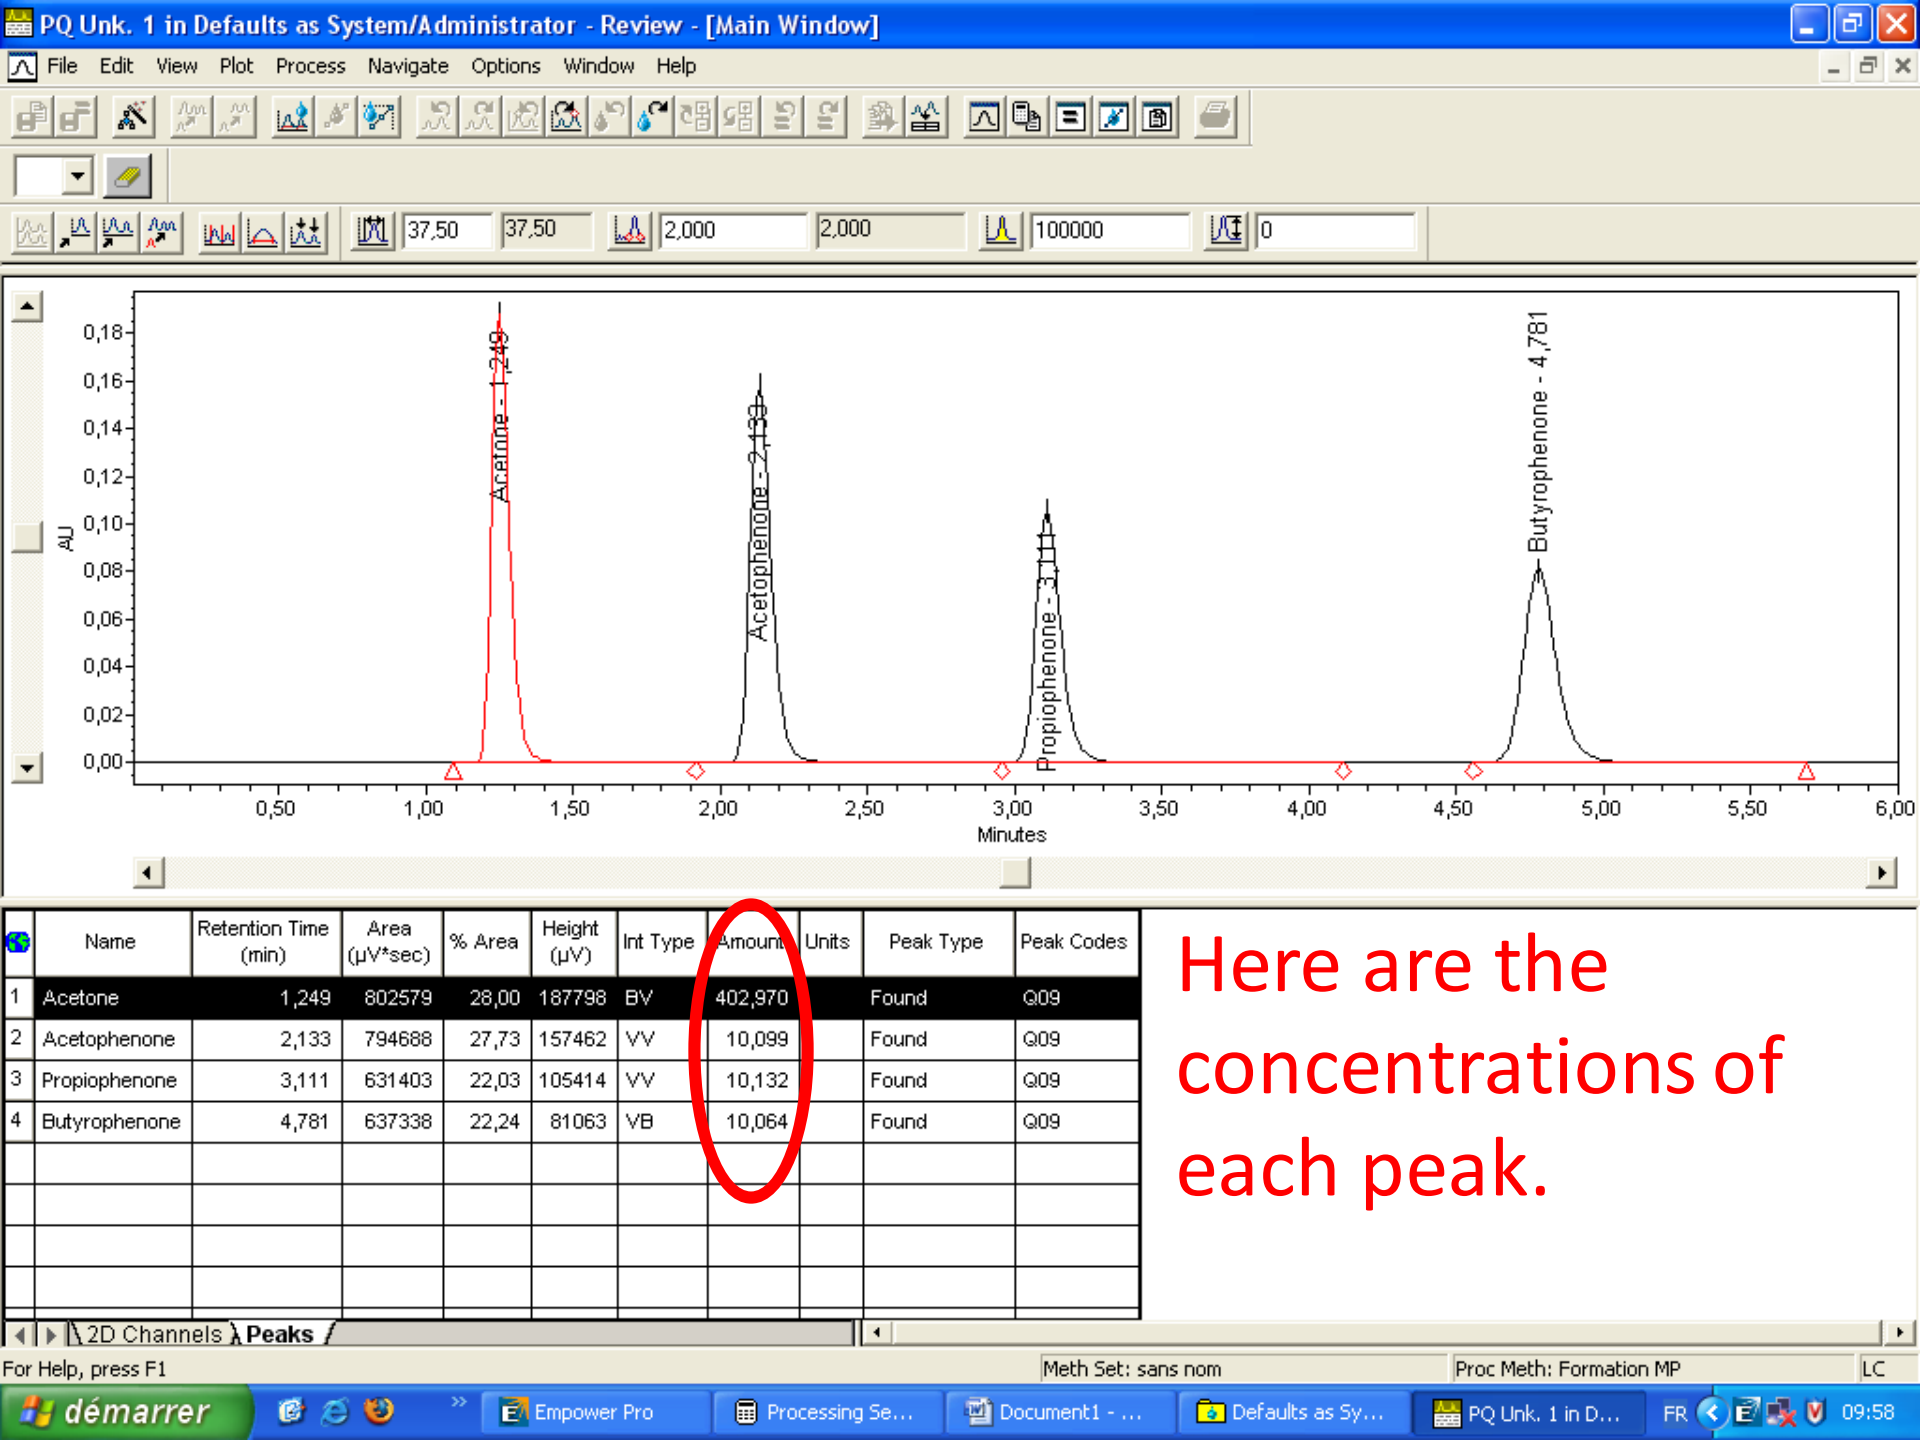 PQ Unk. 1 in Defaults as System/Administrator - Review - [Main Window]
File Edit View Plot Process Navigate Options Window Help
37,50 37,50 2,000 2,000 100000 0
0,18
0,16
0,14
0,12
0,10
0,08
0,06
0,04
0,02
0,00
AU
Acetone - 1,249
Acetophenone - 2,133
Propiophenone - 3,111
Butyrophenone - 4,781
0,50 1,00 1,50 2,00 2,50 3,00 3,50 4,00 4,50 5,00 5,50 6,00
Minutes
Name Retention Time (min) Area (µV*sec) % Area Height (µV) Int Type Amount Units Peak Type Peak Codes
1 Acetone 1,249 802579 28,00 187798 BV 402,970 Found Q09
2 Acetophenone 2,133 794688 27,73 157462 VV 10,099 Found Q09
3 Propiophenone 3,111 631403 22,03 105414 VV 10,132 Found Q09
4 Butyrophenone 4,781 637338 22,24 81063 VB 10,064 Found Q09
Here are the
concentrations of
each peak.
2D Channels Peaks
For Help, press F1 Meth Set: sans nom Proc Meth: Formation MP LC
démarrer Empower Pro Processing Se... Document1 - ... Defaults as Sy... PQ Unk. 1 in D... FR 09:58